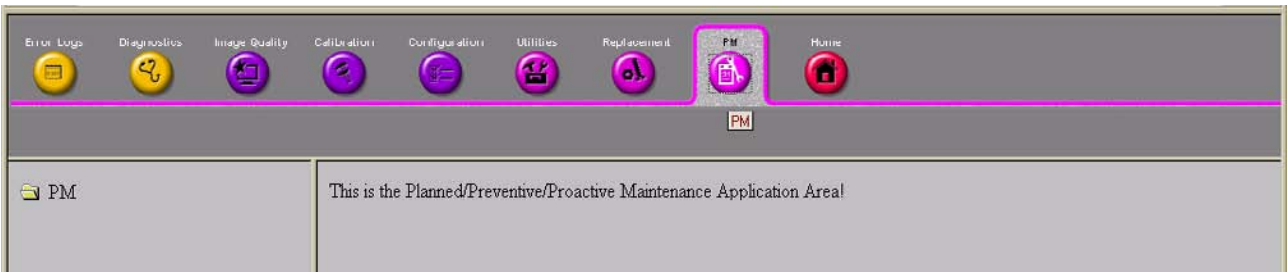 Error Logs Diagnostics Image Quality Calibration Configuration Utilities Replacement PM Home
PM
PM
This is the Planned/Preventive/Proactive Maintenance Application Area!